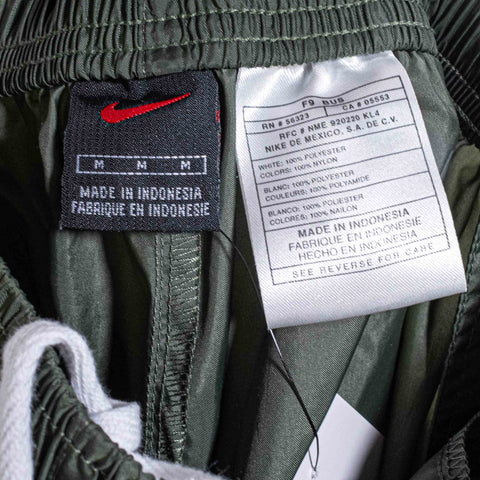 M M M
MADE IN INDONESIA
FABRIQUE EN INDONESIE
F9 BUB
RN # 56323 CA # 05553
RFC # NME 920220 KL4
NIKE DE MEXICO, S.A. DE C.V.
WHITE: 100% POLYESTER
COLORS: 100% NYLON
BLANC: 100% POLYESTER
COULEURS: 100% POLYAMIDE
BLANCO: 100% POLYESTER
COLORES: 100% NAILON
MADE IN INDONESIA
FABRIQUE EN INDONESIE
HECHO EN INDONESIA
SEE REVERSE FOR CARE